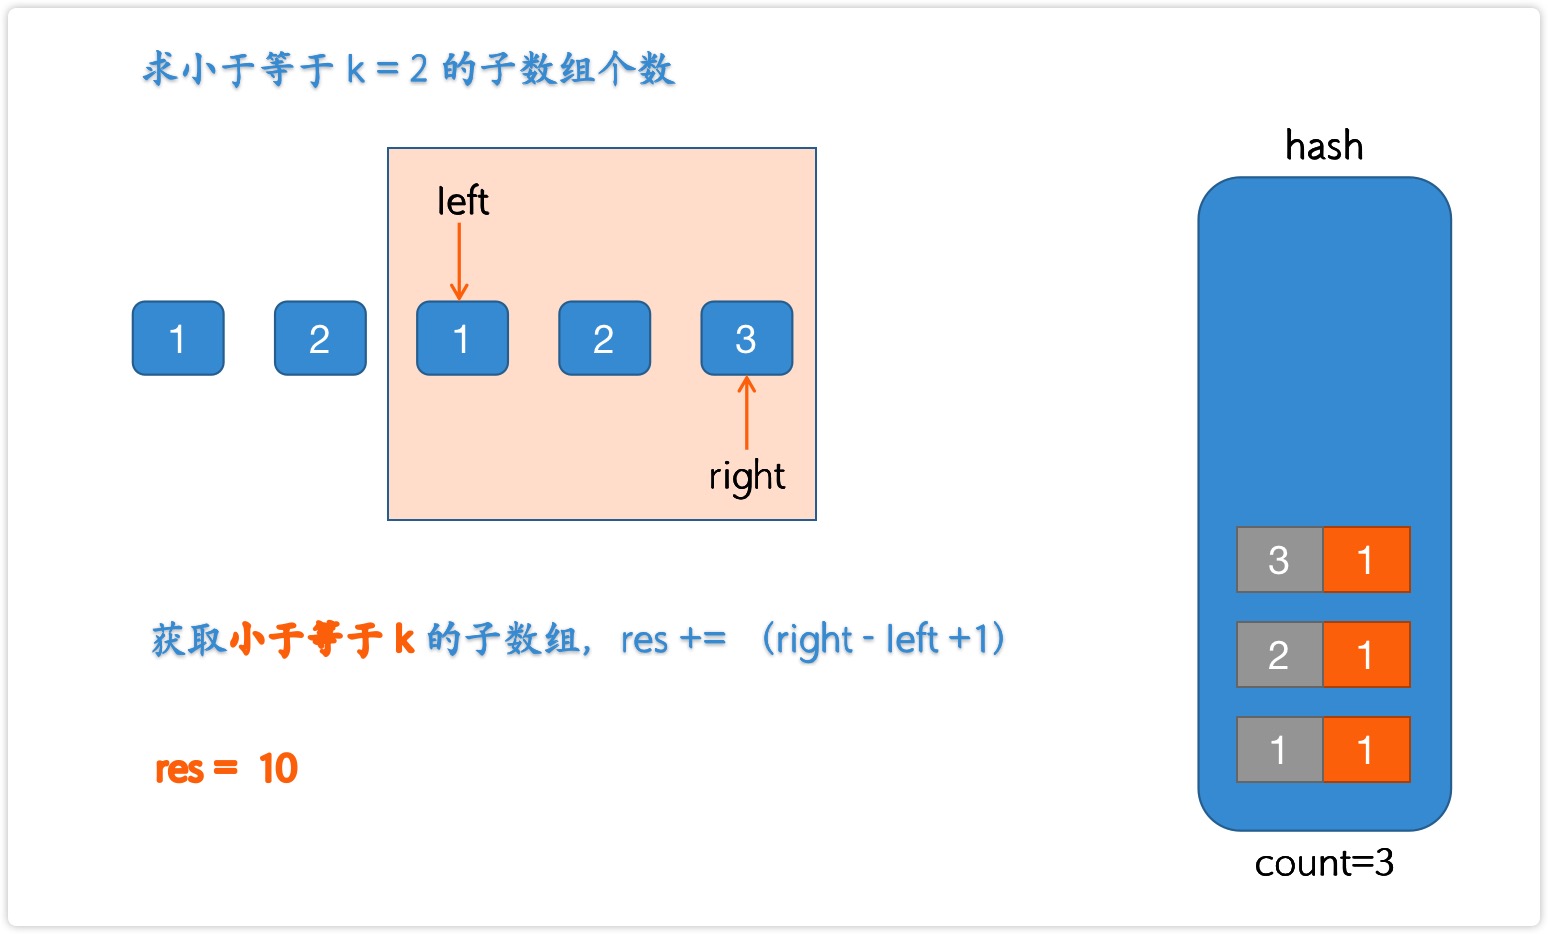 求小于等于 k = 2 的子数组个数
hash
left
1 2 1 2 3
right
3 1
2 1
1 1
获取小于等于 k 的子数组，res += （right - left +1）
res = 10
count=3